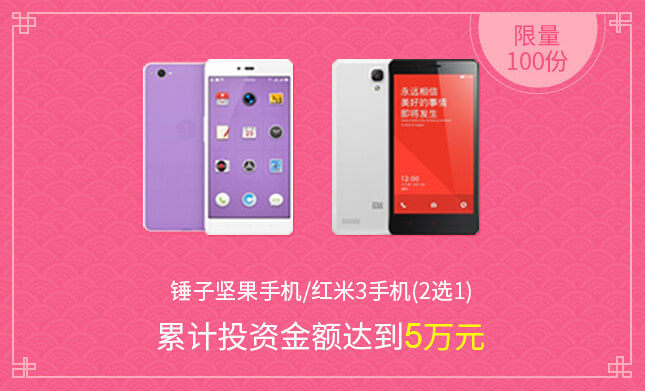 限量
100份
永远相信
美好的事情
即将发生
12:00
锤子坚果手机/红米3手机(2选1)
累计投资金额达到5万元